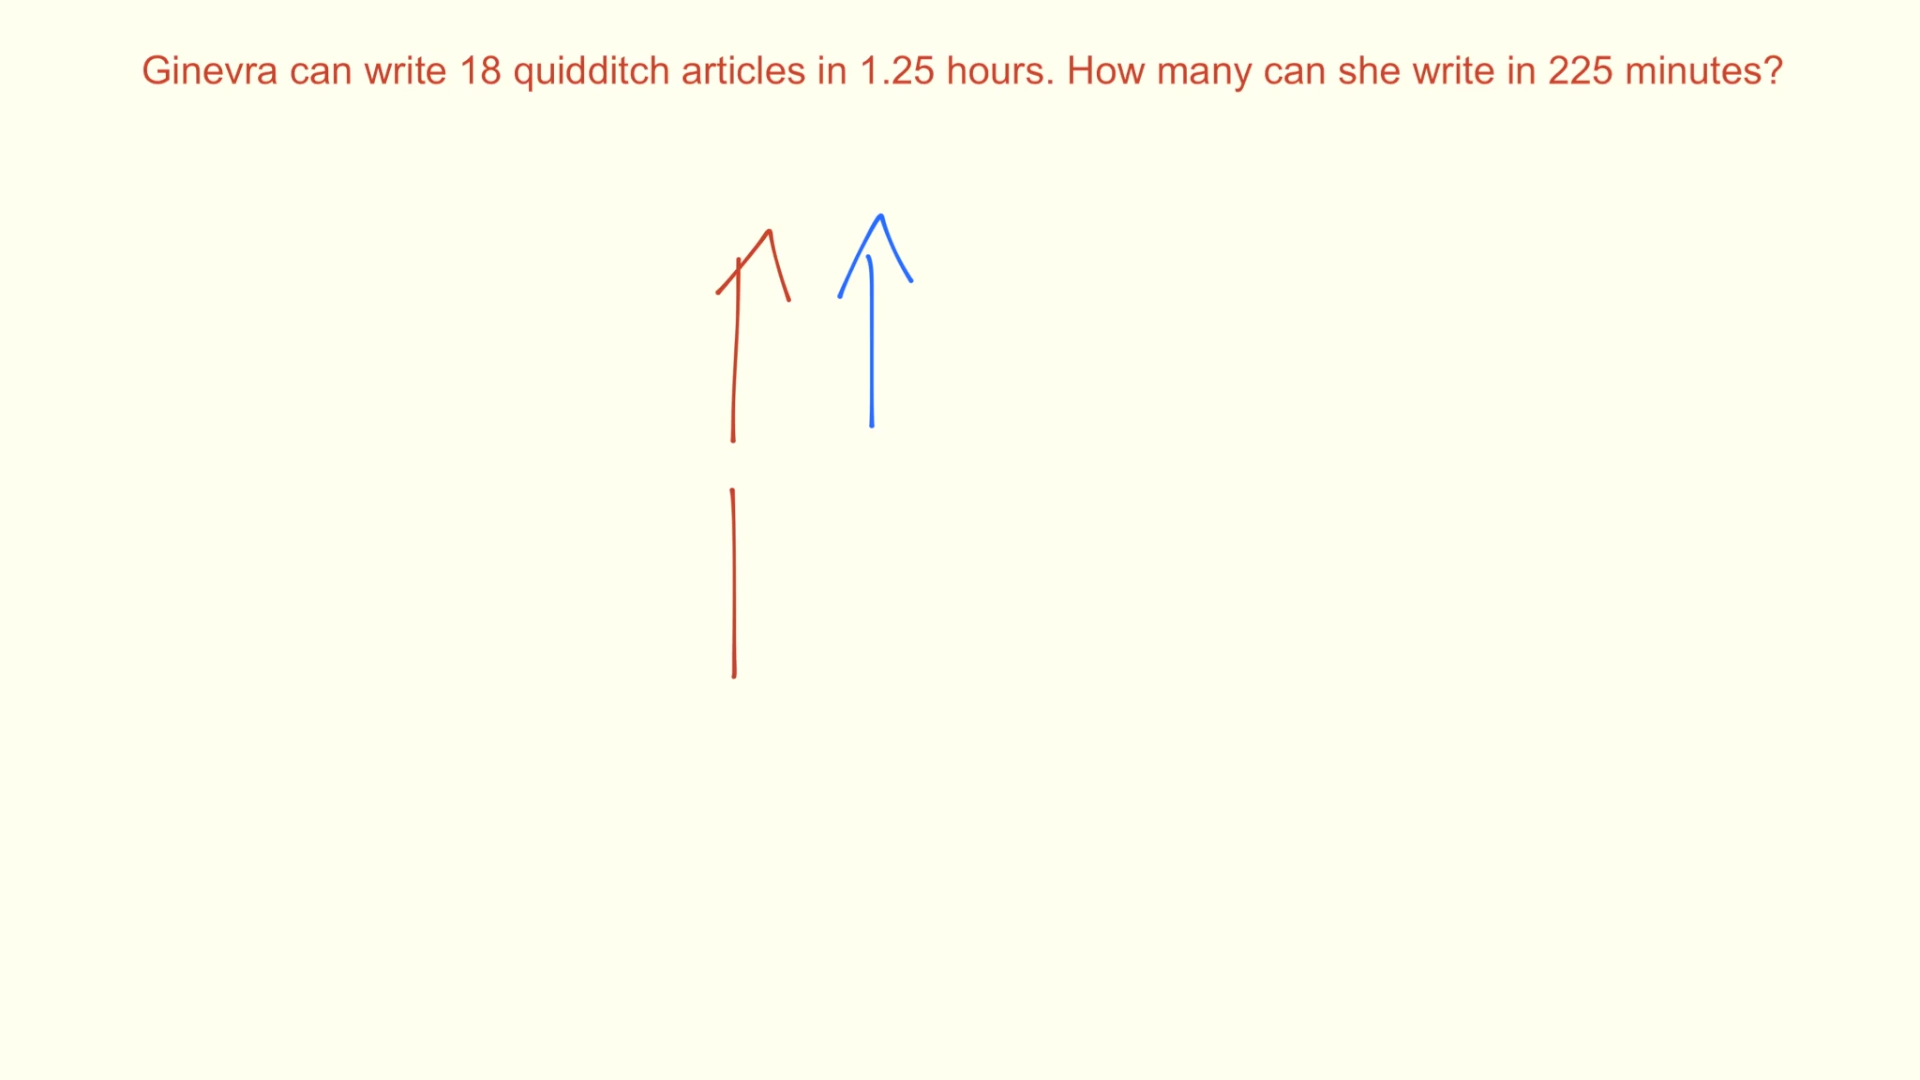 Ginevra can write 18 quidditch articles in 1.25 hours. How many can she write in 225 minutes?